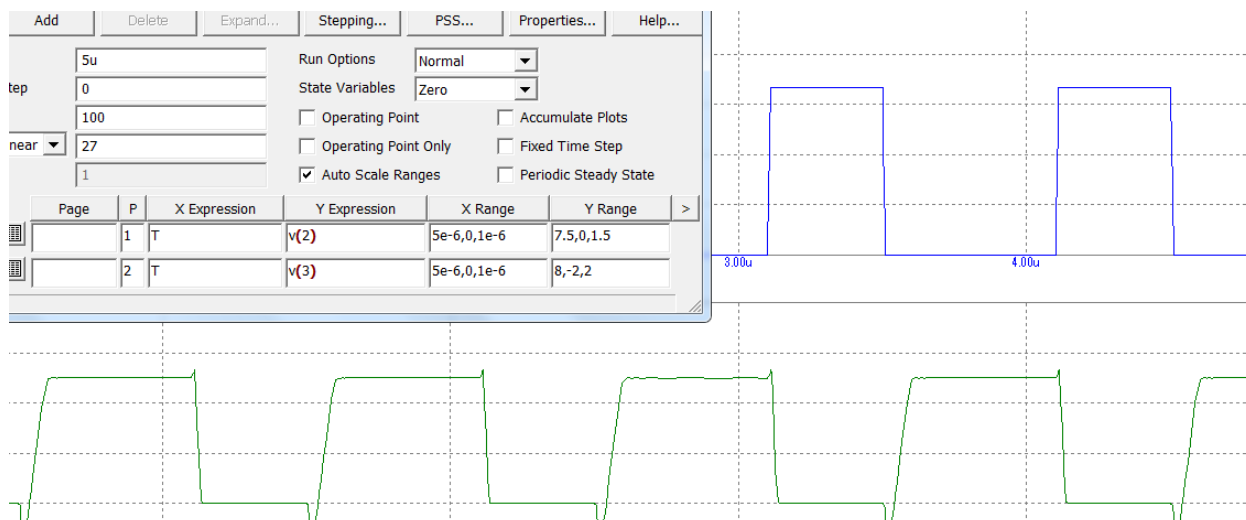 Add Delete Expand... Stepping... PSS... Properties... Help...
5u Run Options Normal
tep 0 State Variables Zero
100 Operating Point Accumulate Plots
near 27 Operating Point Only Fixed Time Step
1 Auto Scale Ranges Periodic Steady State
Page P X Expression Y Expression X Range Y Range >
1 T v(2) 5e-6,0,1e-6 7.5,0,1.5
2 T v(3) 5e-6,0,1e-6 8,-2,2
3.00u 4.00u